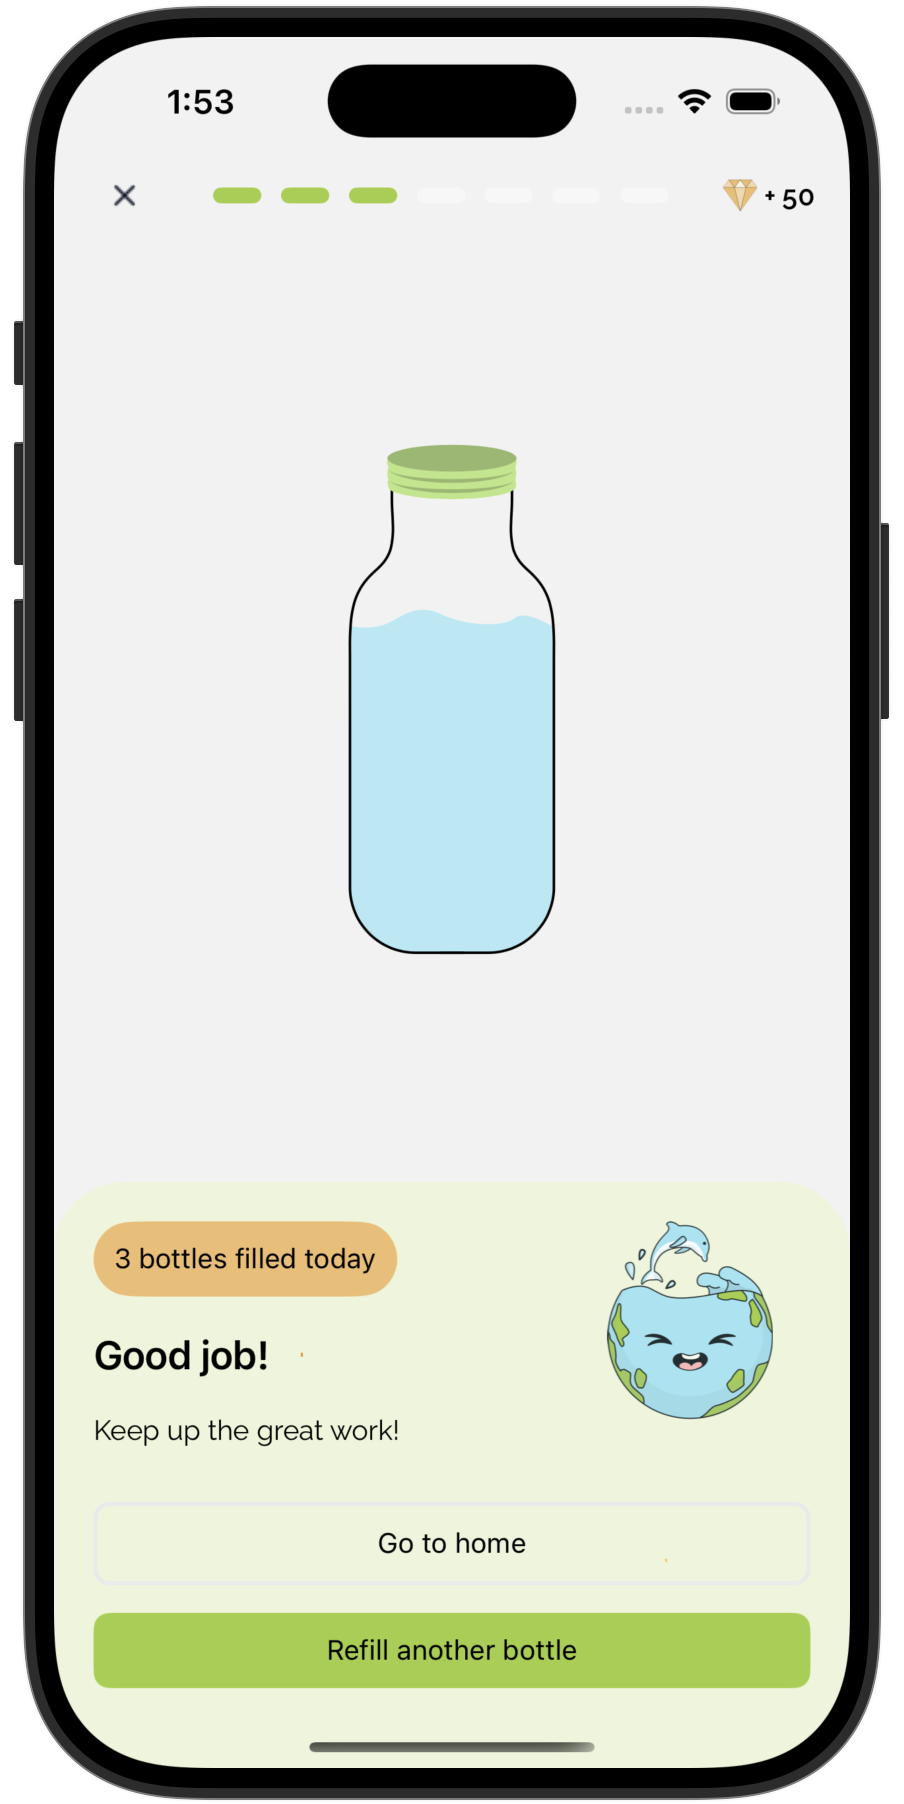 1:53
+ 50
3 bottles filled today
Good job!
Keep up the great work!
Go to home
Refill another bottle